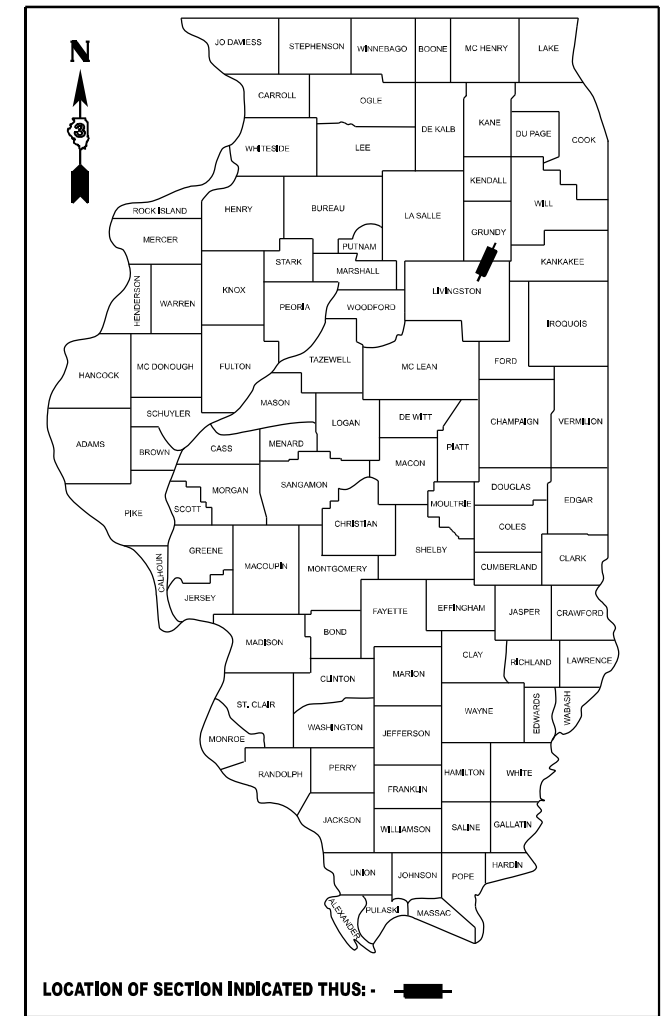 JO DAVIESS STEPHENSON WINNEBAGO BOONE MC HENRY LAKE
N
CARROLL OGLE DE KALB KANE DU PAGE COOK
3
WHITESIDE LEE
KENDALL
ROCK ISLAND HENRY BUREAU LA SALLE GRUNDY WILL
MERCER PUTNAM
STARK MARSHALL KANKAKEE
HENDERSON WARREN KNOX PEORIA WOODFORD LIVINGSTON
IROQUOIS
HANCOCK MC DONOUGH FULTON TAZEWELL MC LEAN FORD
MASON
SCHUYLER LOGAN DE WITT CHAMPAIGN VERMILION
ADAMS BROWN CASS MENARD MACON PIATT
MORGAN SANGAMON DOUGLAS EDGAR
PIKE SCOTT CHRISTIAN MOULTRIE COLES
GREENE SHELBY
CALHOUN MACOUPIN MONTGOMERY CUMBERLAND CLARK
JERSEY FAYETTE EFFINGHAM JASPER CRAWFORD
MADISON BOND
CLAY RICHLAND LAWRENCE
CLINTON MARION
ST. CLAIR WAYNE EDWARDS WABASH
WASHINGTON JEFFERSON
MONROE
RANDOLPH PERRY HAMILTON WHITE
FRANKLIN
JACKSON WILLIAMSON SALINE GALLATIN
HARDIN
UNION JOHNSON POPE
ALEXANDER PULASKI MASSAC
LOCATION OF SECTION INDICATED THUS: -